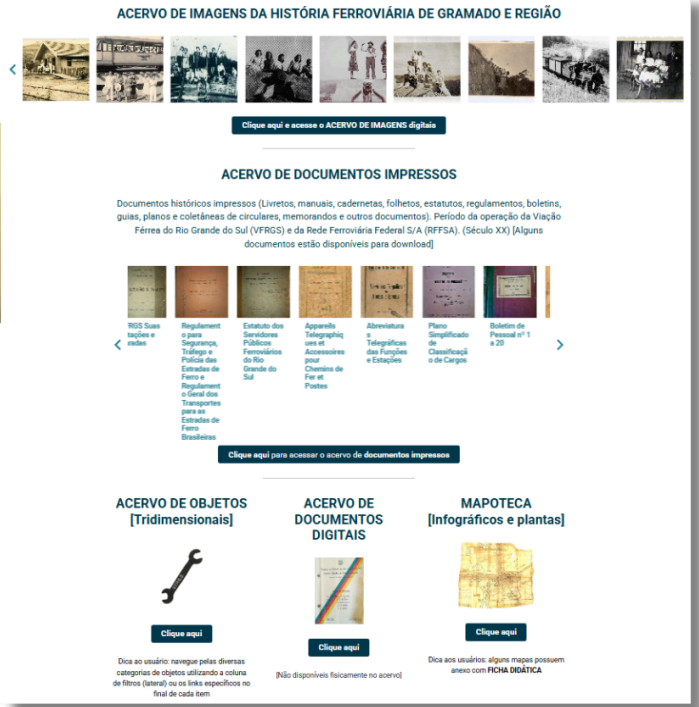 ACERVO DE IMAGENS DA HISTÓRIA FERROVIÁRIA DE GRAMADO E REGIÃO
Clique aqui e acesse o ACERVO DE IMAGENS digitais
ACERVO DE DOCUMENTOS IMPRESSOS
Documentos históricos impressos (Livretos, manuais, cadernetas, folhetos, estatutos, regulamentos, boletins,
guias, planos e coletâneas de circulares, memorandos e outros documentos). Período da operação da Viação
Férrea do Rio Grande do Sul (VFRGS) e da Rede Ferroviária Federal S/A (RFFSA). (Século XX) [Alguns
documentos estão disponíveis para download]
RGS Suas
tações e
radas
Regulament
o para
Segurança,
Tráfego e
Polícia das
Estradas de
Ferro e
Regulament
o Geral dos
Transportes
para as
Estradas de
Ferro
Brasileiras
Estatuto dos
Servidores
Públicos
Ferroviários
do Rio
Grande do
Sul
Appareils
Telegraphiq
ues et
Accessoires
pour
Chemins de
Fer et
Postes
Abreviatura
s
Telegráficas
das Funções
e Estações
Plano
Simplificado
de
Classificaçã
o de Cargos
Boletim de
Pessoal nº 1
a 20
Clique aqui para acessar o acervo de documentos impressos
ACERVO DE OBJETOS
[Tridimensionais]
Clique aqui
Dica ao usuário: navegue pelas diversas
categorias de objetos utilizando a coluna
de filtros (lateral) ou os links específicos no
final de cada item
ACERVO DE
DOCUMENTOS
DIGITAIS
Clique aqui
[Não disponíveis fisicamente no acervo]
MAPOTECA
[Infográficos e plantas]
Clique aqui
Dica aos usuários: alguns mapas possuem
anexo com FICHA DIDÁTICA